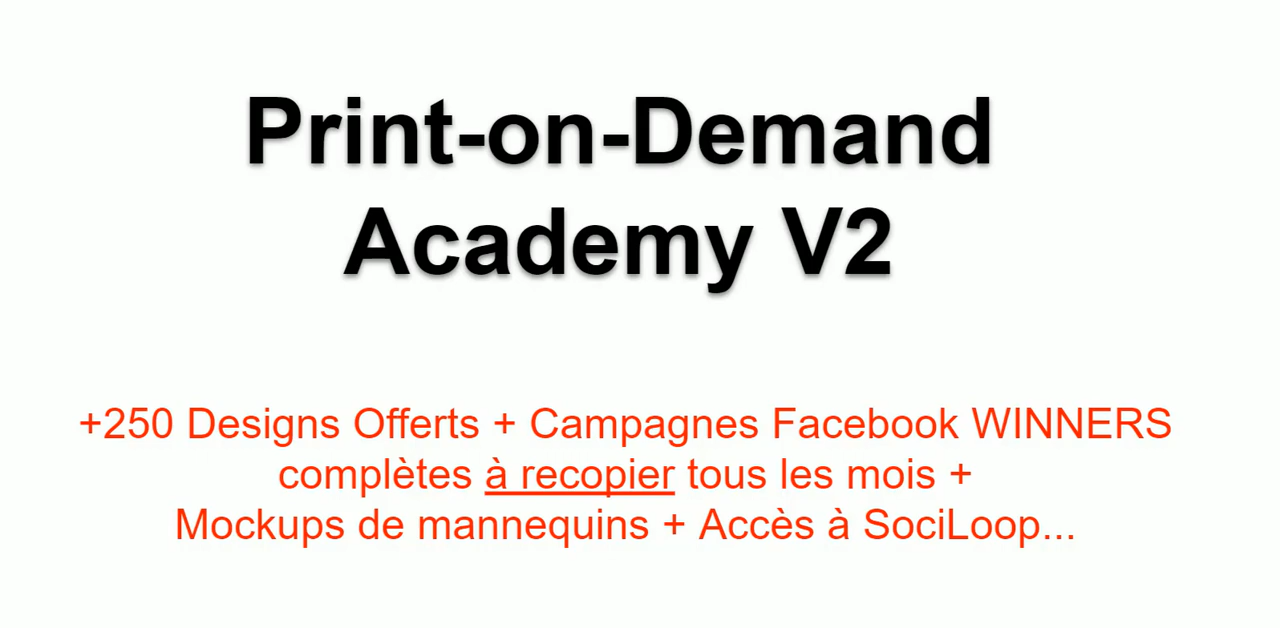 Print-on-Demand
Academy V2
+250 Designs Offerts + Campagnes Facebook WINNERS
complètes à recopier tous les mois +
Mockups de mannequins + Accès à SociLoop...